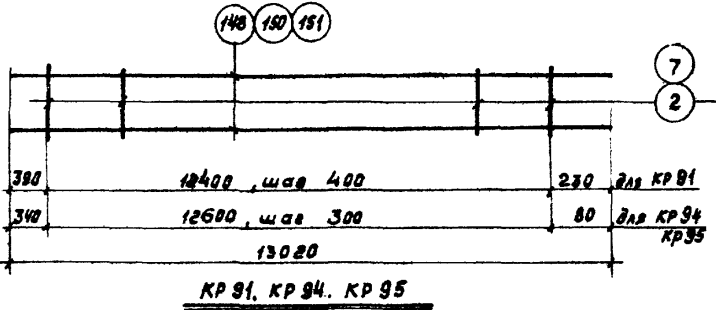 148 150 151
7
2
390 12400, шаг 400 230 для КР 91
340 12600, шаг 300 80 для КР 94
КР 95
13020
КР 91, КР 94. КР 95